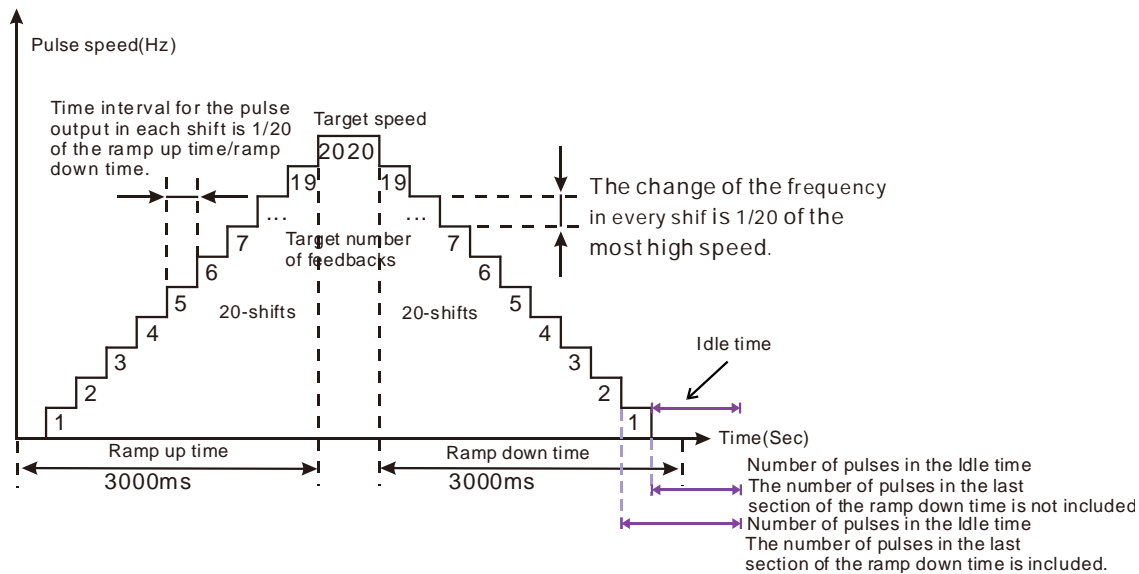 Pulse speed(Hz)
Time interval for the pulse
output in each shift is 1/20
of the ramp up time/ramp
down time.
Target speed
20 20
19
19
The change of the frequency
in every shif is 1/20 of the
most high speed.
...
...
7
Target number
of feedbacks
7
6
6
5
5
20-shifts
20-shifts
4
4
3
3
2
2
1
1
Idle time
Time(Sec)
Ramp up time
3000ms
Ramp down time
3000ms
Number of pulses in the Idle time
The number of pulses in the last
section of the ramp down time is not included
Number of pulses in the Idle time
The number of pulses in the last
section of the ramp down time is included.